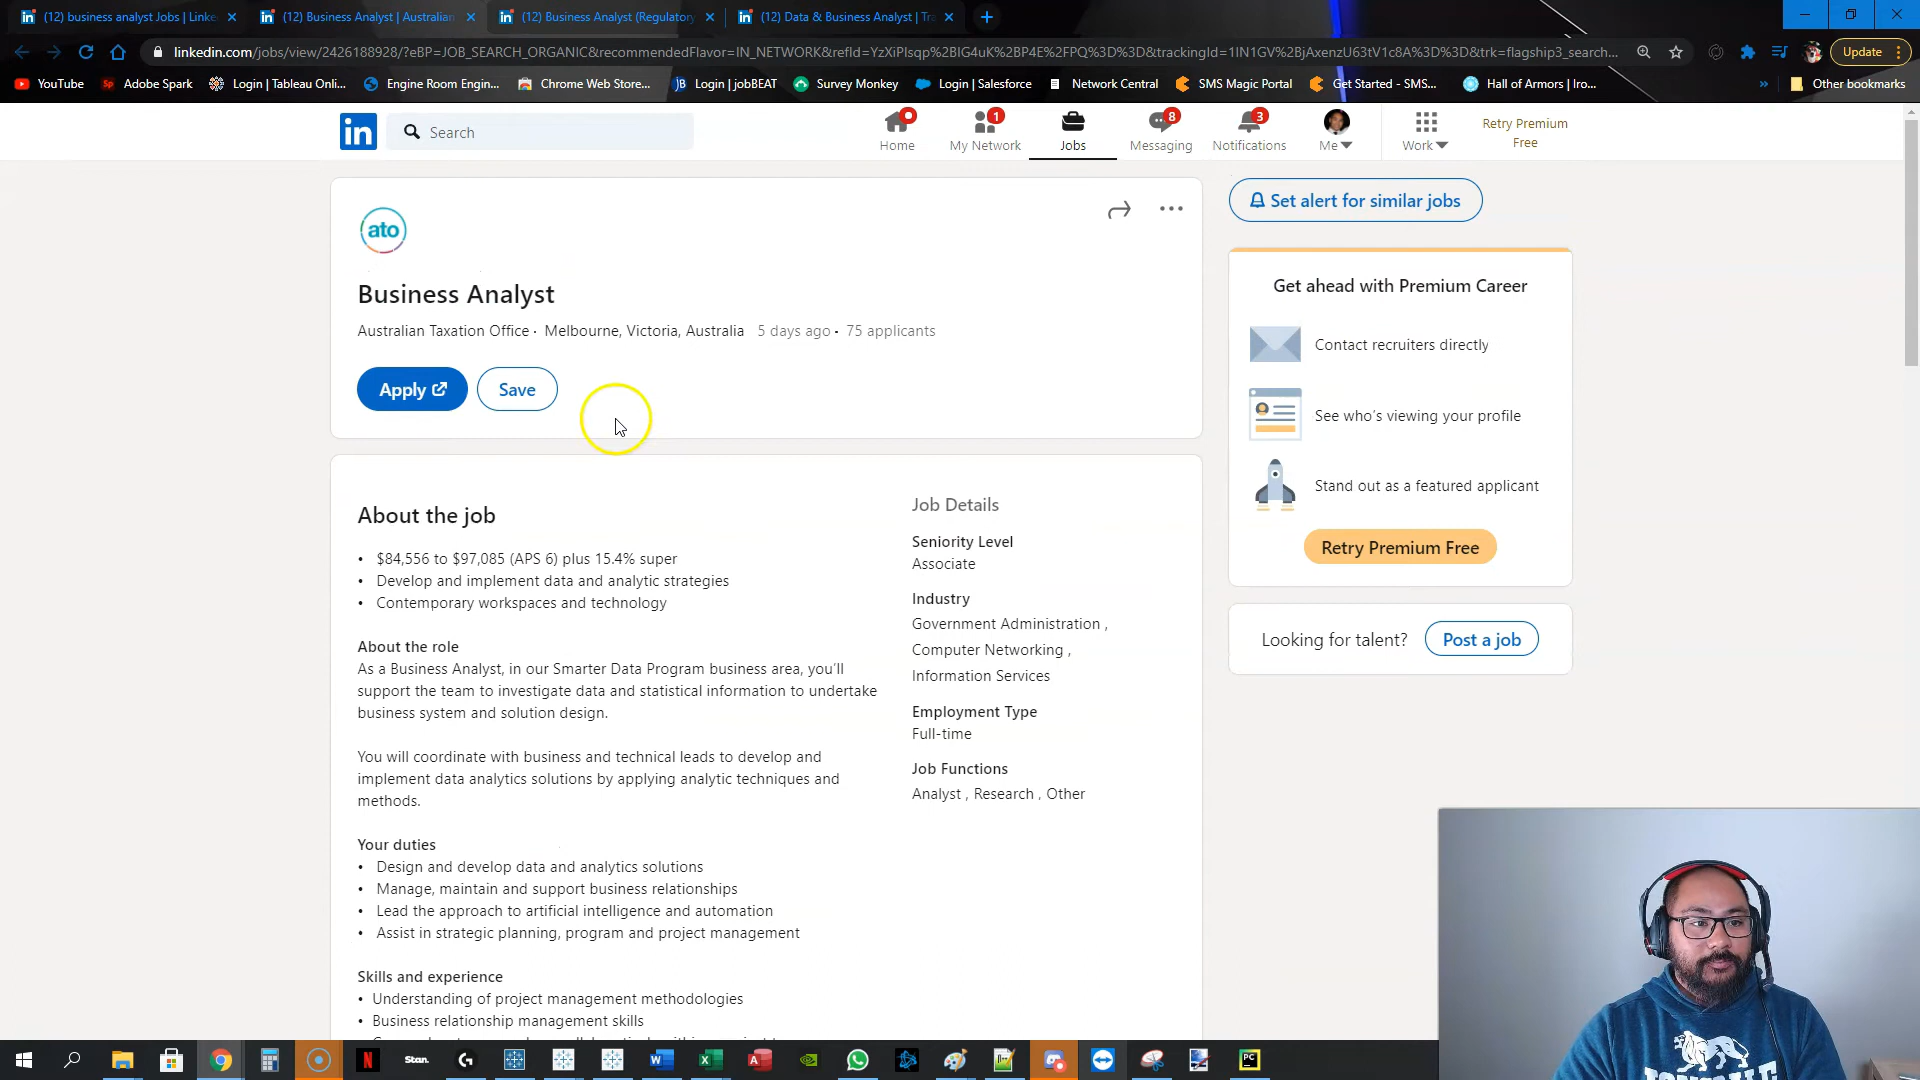 (12) business analyst Jobs | Linke
(12) Business Analyst | Australian
(12) Business Analyst (Regulatory
(12) Data & Business Analyst | Tra
linkedin.com/jobs/view/2426188928/?eBP=JOB_SEARCH_ORGANIC&recommendedFlavor=IN_NETWORK&refId=YzXiPIsqp%2BIG4uK%2BP4E%2FPQ%3D%3D&trackingId=1IN1GV%2BjAxenzU63tV1c8A%3D%3D&trk=flagship3_search...
Update
YouTube
Adobe Spark
Login | Tableau Onli...
Engine Room Engin...
Chrome Web Store...
Login | jobBEAT
Survey Monkey
Login | Salesforce
Network Central
SMS Magic Portal
Get Started - SMS...
Hall of Armors | Iro...
»
Other bookmarks
in
Search
Home
1
My Network
Jobs
8
Messaging
3
Notifications
Me
Work
Retry Premium
Free
ato
Business Analyst
Australian Taxation Office · Melbourne, Victoria, Australia 5 days ago · 75 applicants
Apply
Save
Set alert for similar jobs
Get ahead with Premium Career
Contact recruiters directly
See who's viewing your profile
Stand out as a featured applicant
Retry Premium Free
Looking for talent?
Post a job
About the job
• $84,556 to $97,085 (APS 6) plus 15.4% super
• Develop and implement data and analytic strategies
• Contemporary workspaces and technology
About the role
As a Business Analyst, in our Smarter Data Program business area, you'll
support the team to investigate data and statistical information to undertake
business system and solution design.
You will coordinate with business and technical leads to develop and
implement data analytics solutions by applying analytic techniques and
methods.
Your duties
• Design and develop data and analytics solutions
• Manage, maintain and support business relationships
• Lead the approach to artificial intelligence and automation
• Assist in strategic planning, program and project management
Skills and experience
• Understanding of project management methodologies
• Business relationship management skills
Job Details
Seniority Level
Associate
Industry
Government Administration ,
Computer Networking ,
Information Services
Employment Type
Full-time
Job Functions
Analyst , Research , Other
LONSDALE
LONDON
Stan.